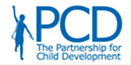 PCD
The Partnership for
Child Development